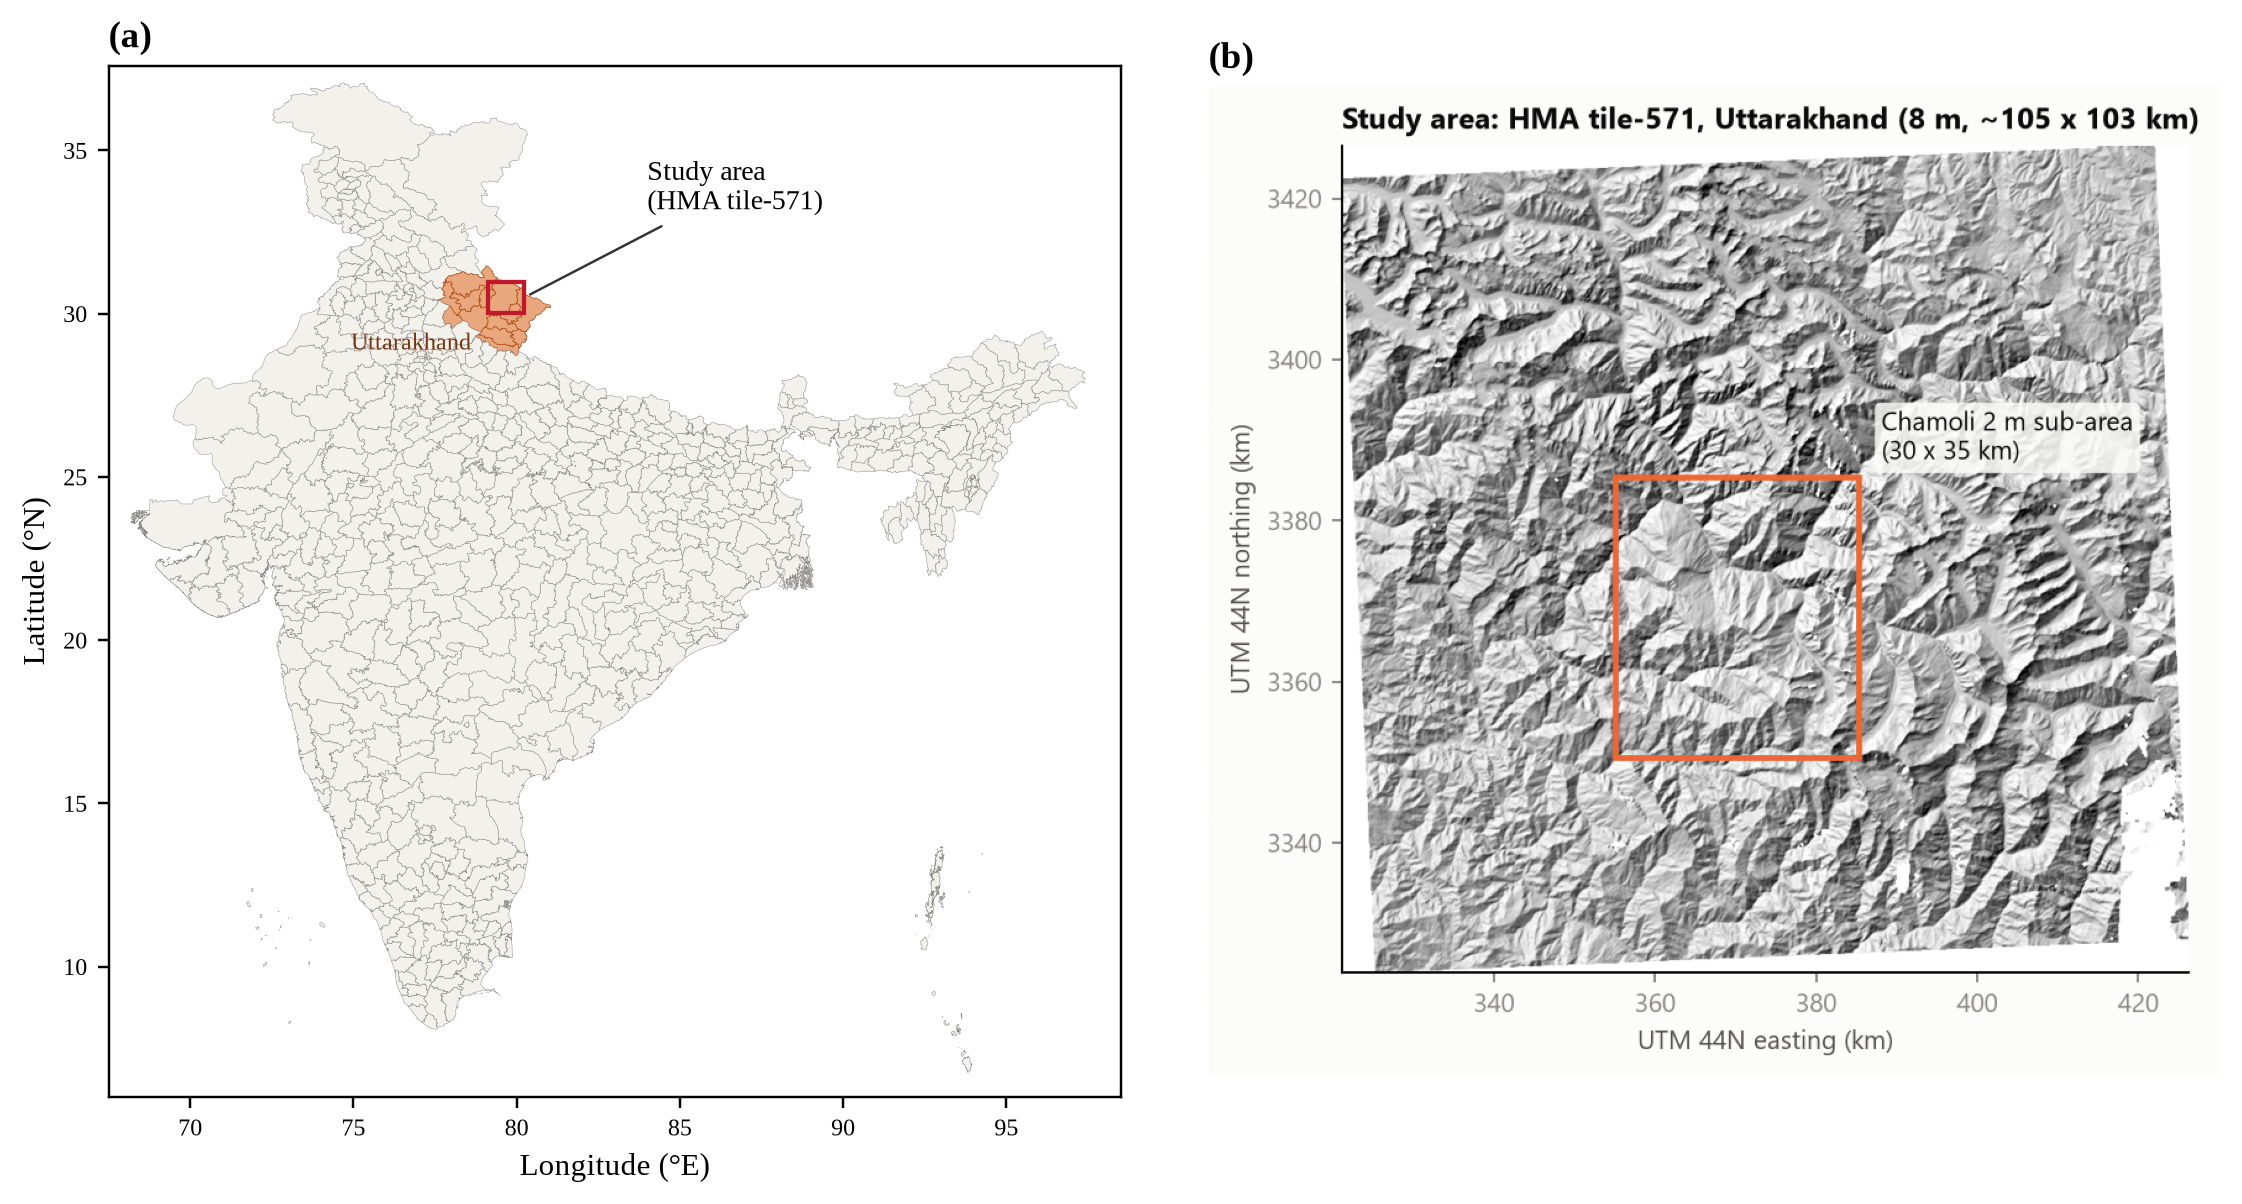 (a)
35
30
25
20
15
10
Latitude (°N)
Study area
(HMA tile-571)
Uttarakhand
70
75
80
85
90
95
Longitude (°E)
(b)
Study area: HMA tile-571, Uttarakhand (8 m, ~105 x 103 km)
3420
3400
3380
3360
3340
UTM 44N northing (km)
Chamoli 2 m sub-area
(30 x 35 km)
340
360
380
400
420
UTM 44N easting (km)